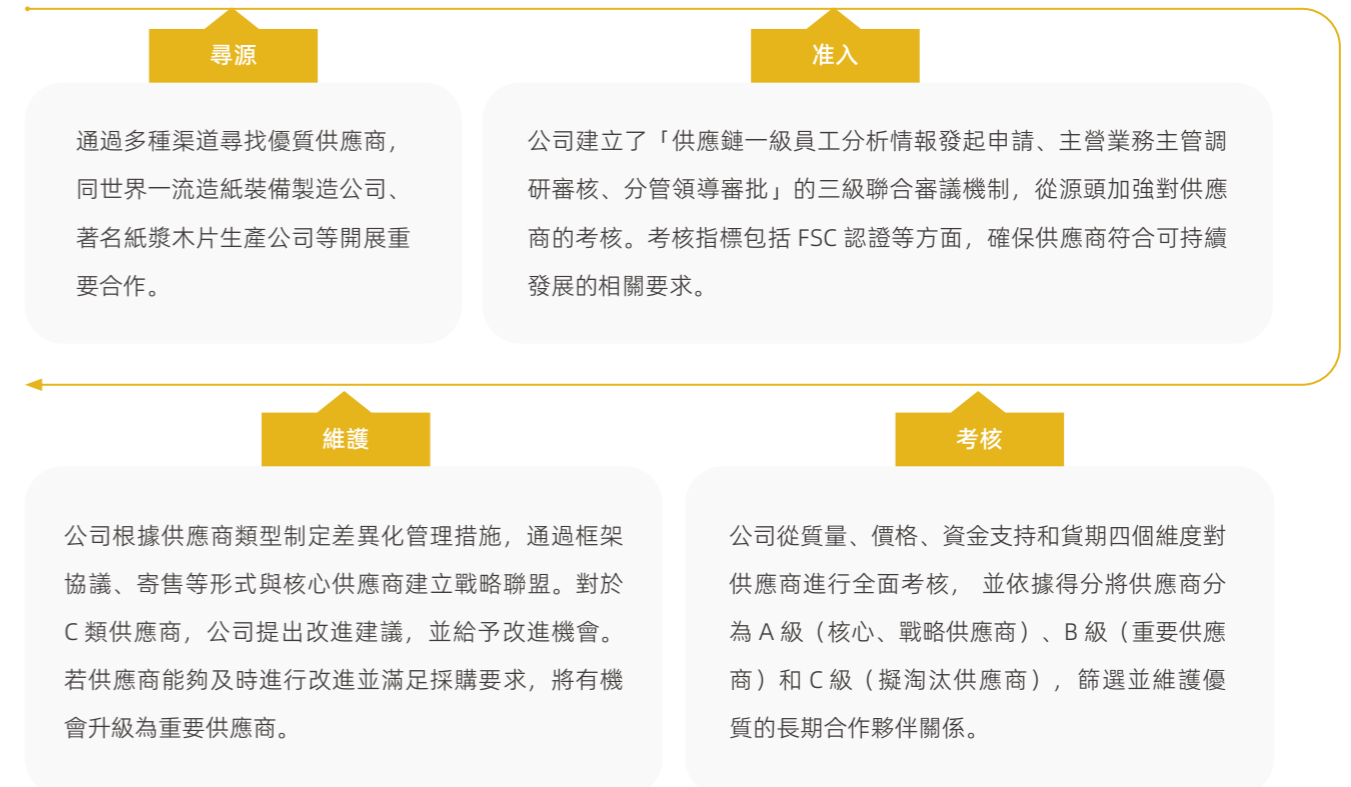 尋源
通過多種渠道尋找優質供應商，
同世界一流造紙裝備製造公司、
著名紙漿木片生產公司等開展重
要合作。
准入
公司建立了「供應鏈一級員工分析情報發起申請、主營業務主管調
研審核、分管領導審批」的三級聯合審議機制，從源頭加強對供應
商的考核。考核指標包括 FSC 認證等方面，確保供應商符合可持續
發展的相關要求。
考核
公司從質量、價格、資金支持和貨期四個維度對
供應商進行全面考核， 並依據得分將供應商分
為 A 級（核心、戰略供應商）、B 級（重要供應
商）和 C 級（擬淘汰供應商），篩選並維護優
質的長期合作夥伴關係。
維護
公司根據供應商類型制定差異化管理措施，通過框架
協議、寄售等形式與核心供應商建立戰略聯盟。對於
C 類供應商，公司提出改進建議，並給予改進機會。
若供應商能夠及時進行改進並滿足採購要求，將有機
會升級為重要供應商。